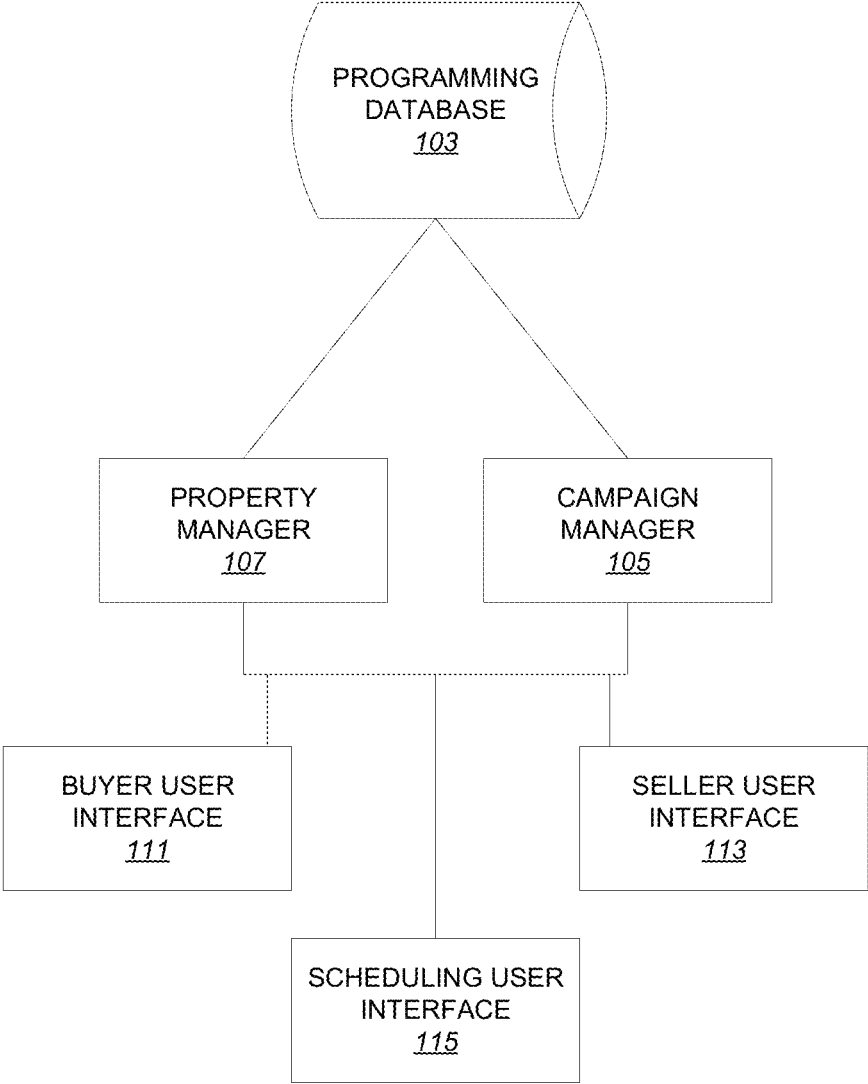 PROGRAMMING
DATABASE
103
PROPERTY
MANAGER
107
CAMPAIGN
MANAGER
105
BUYER USER
INTERFACE
111
SELLER USER
INTERFACE
113
SCHEDULING USER
INTERFACE
115